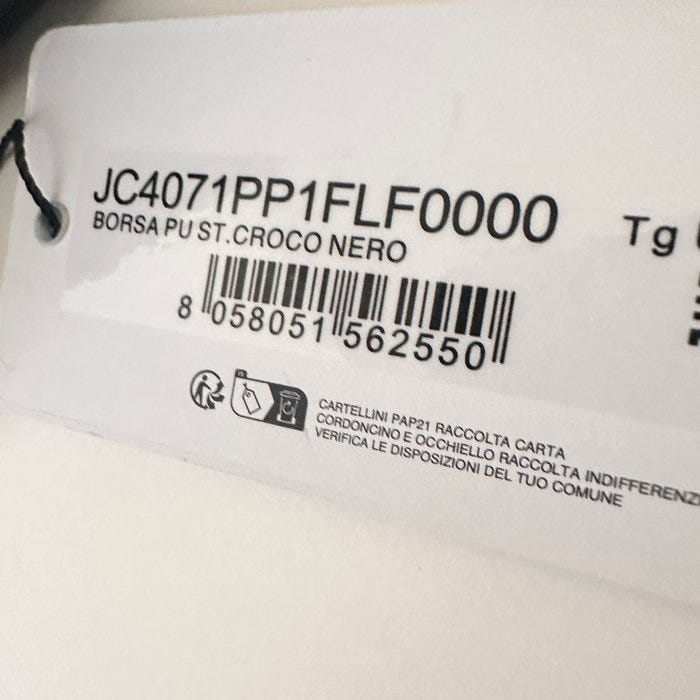 JC4071PP1FLF0000
Tg
BORSA PU ST.CROCO NERO
8 058051 562550
CARTELLINI PAP21 RACCOLTA CARTA
CORDONCINO E OCCHIELLO RACCOLTA INDIFFERENZ
VERIFICA LE DISPOSIZIONI DEL TUO COMUNE